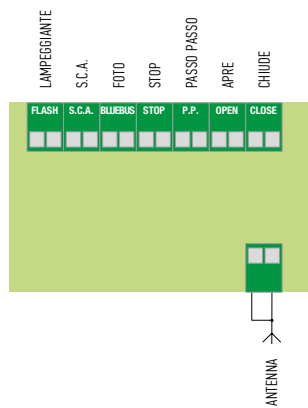 LAMPEGGIANTE
S.C.A.
FOTO
STOP
PASSO PASSO
APRE
CHIUDE
FLASH
S.C.A.
BLUEBUS
STOP
P.P.
OPEN
CLOSE
ANTENNA